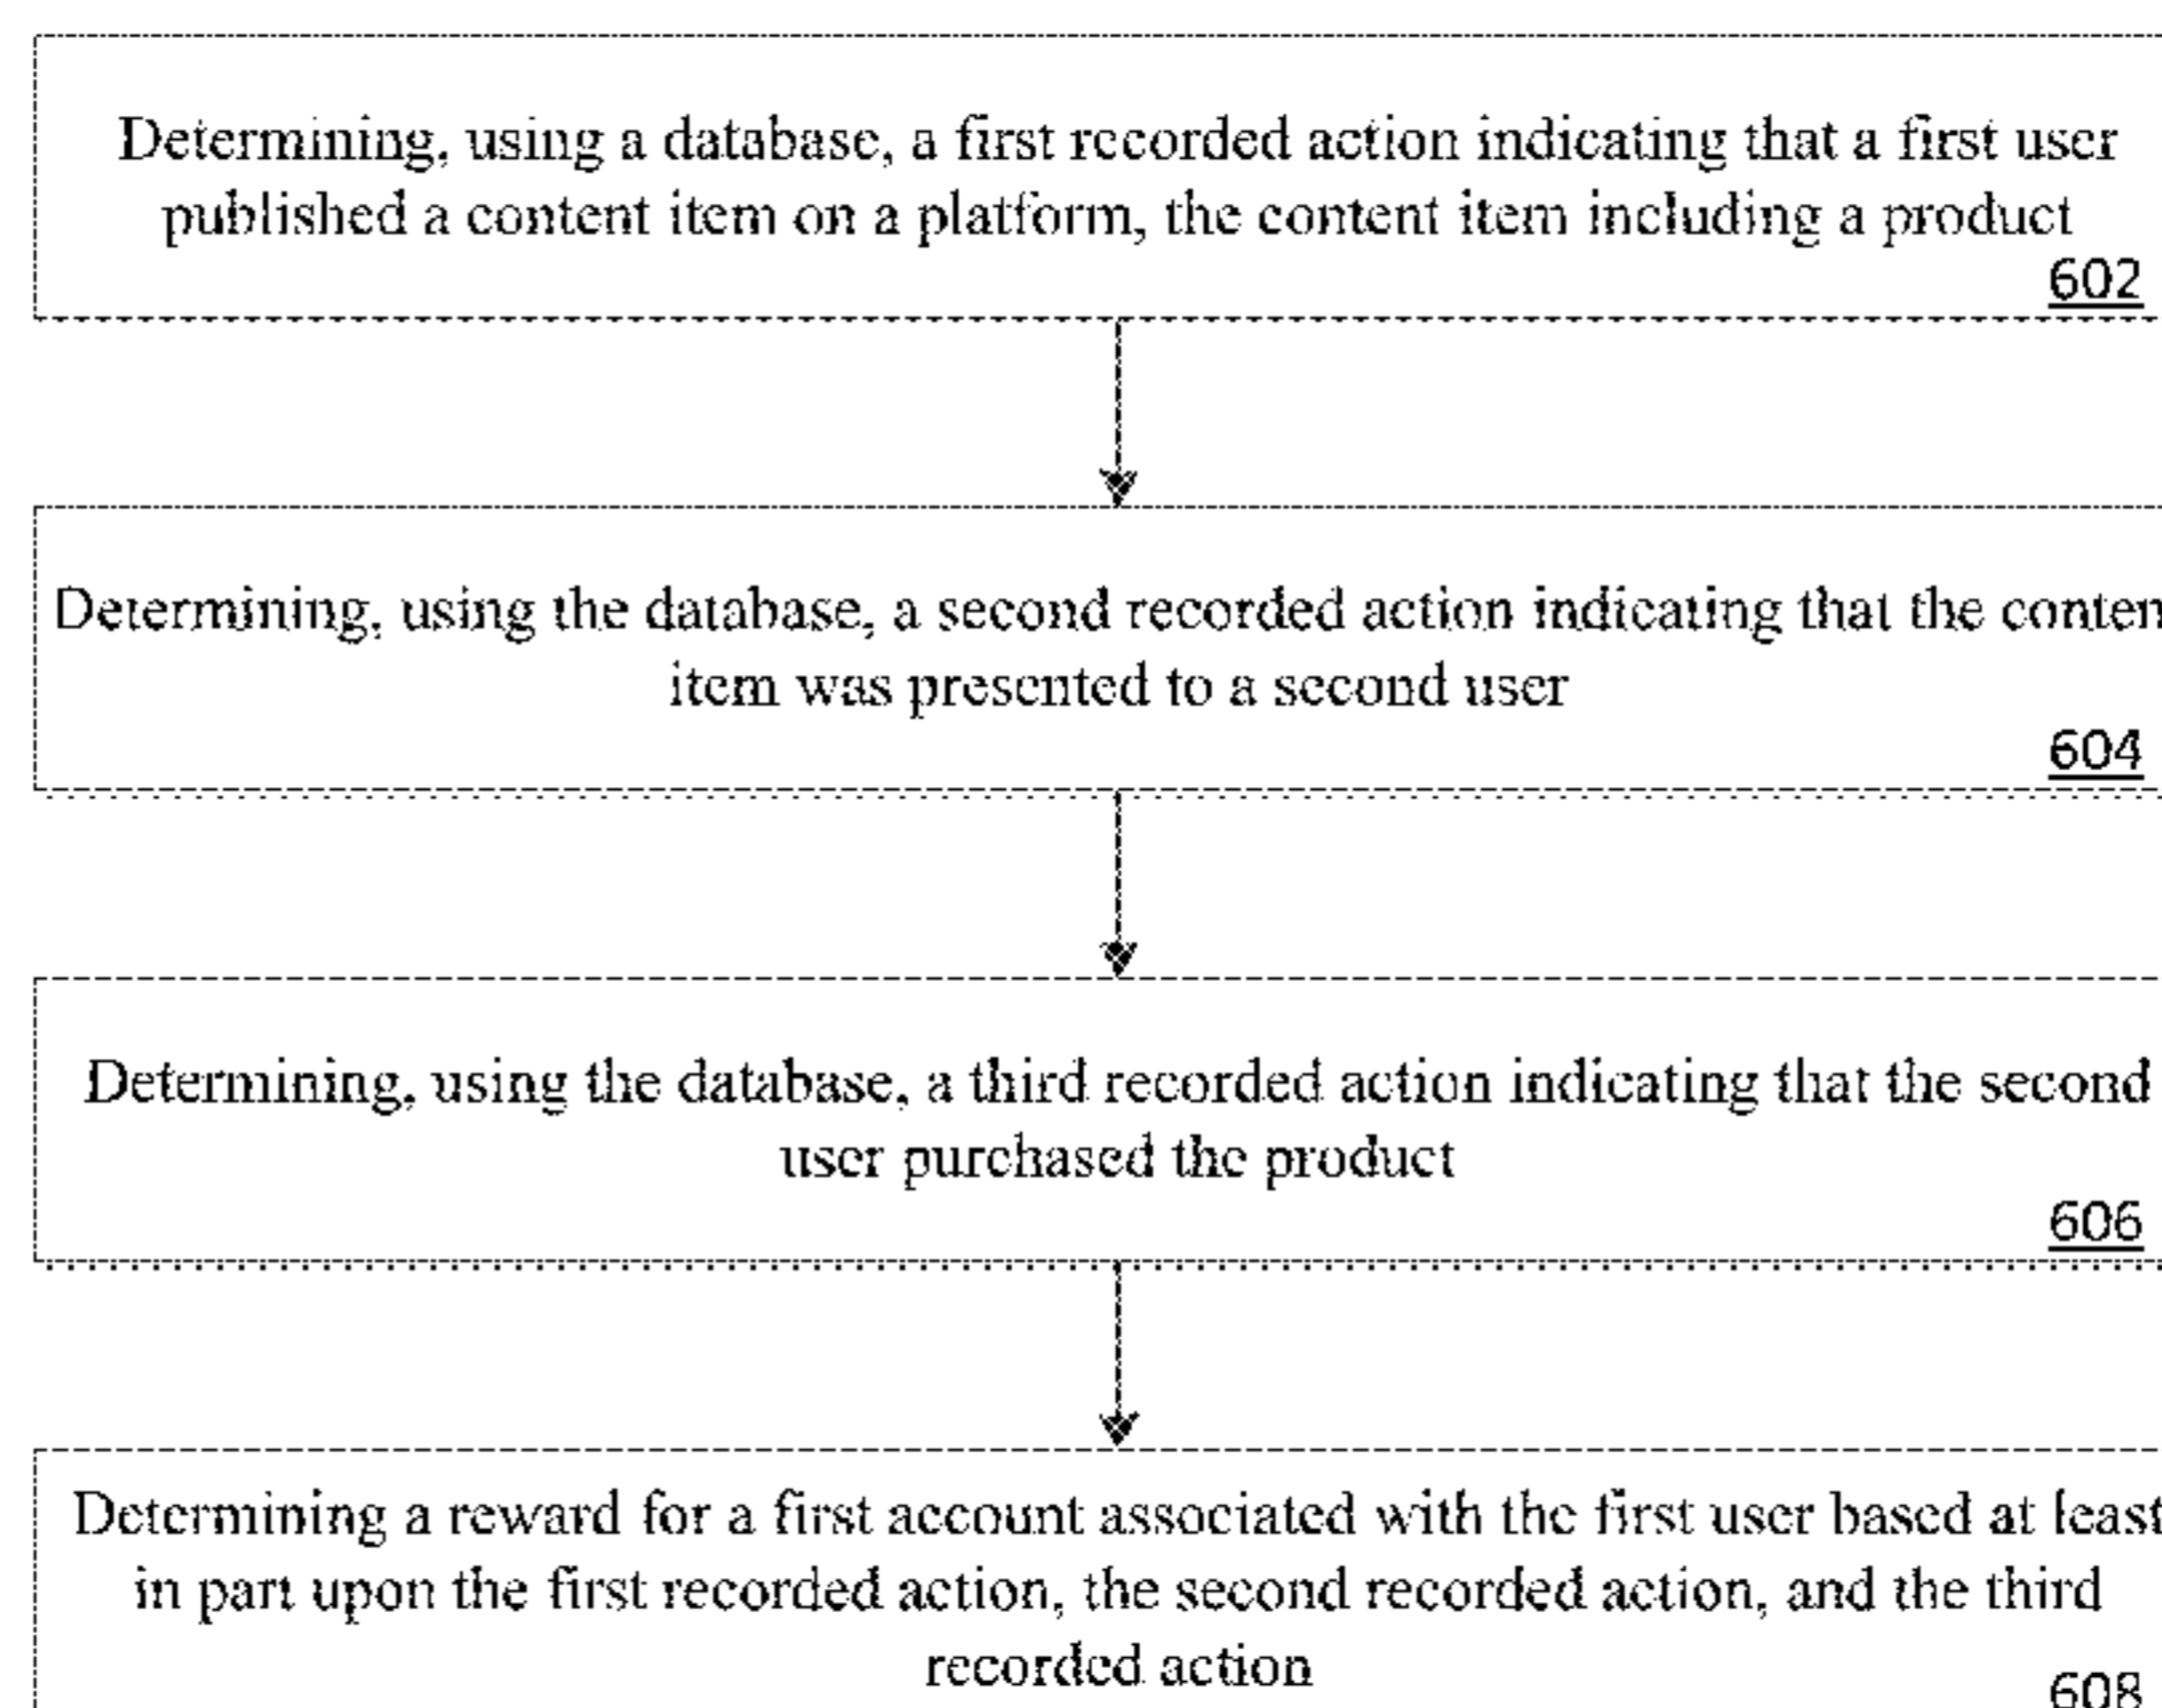 Determining, using a database, a first recorded action indicating that a first user
published a content item on a platform, the content item including a product
602
Determining, using the database, a second recorded action indicating that the conten
item was presented to a second user
604
Determining, using the database, a third recorded action indicating that the second
user purchased the product
606
Determining a reward for a first account associated with the first user based at least
in part upon the first recorded action, the second recorded action, and the third
recorded action
608